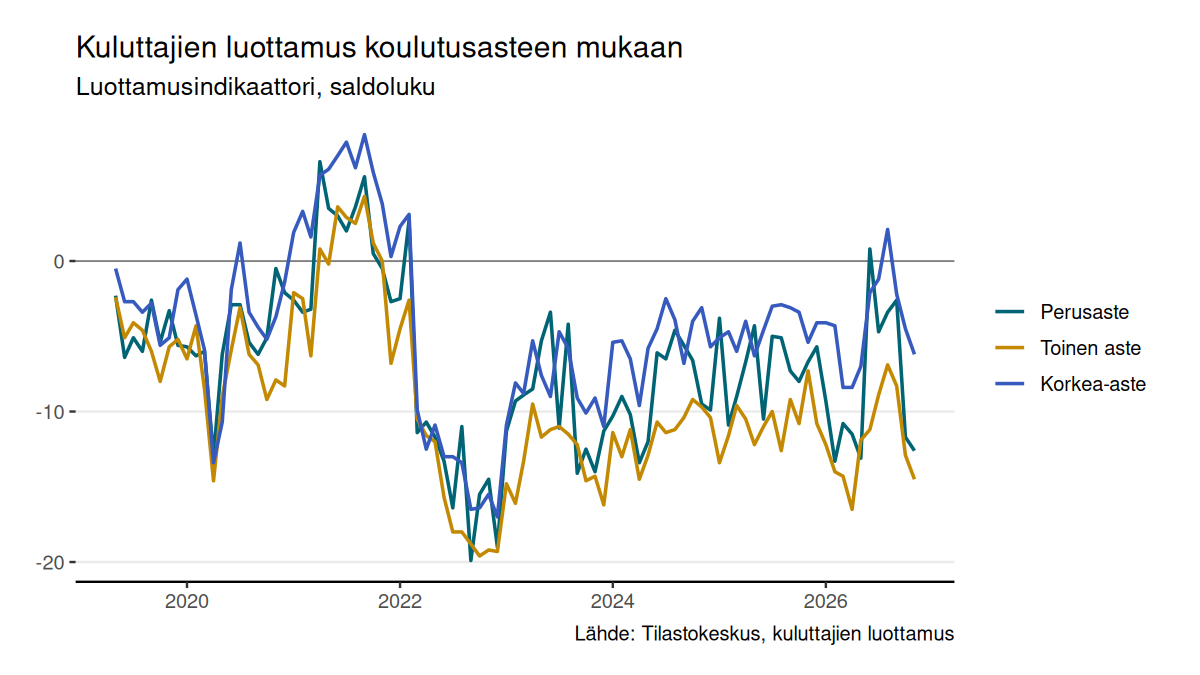 Kuluttajien luottamus koulutusasteen mukaan
Luottamusindikaattori, saldoluku
0
-10
-20
2020
2022
2024
2026
Perusaste
Toinen aste
Korkea-aste
Lähde: Tilastokeskus, kuluttajien luottamus